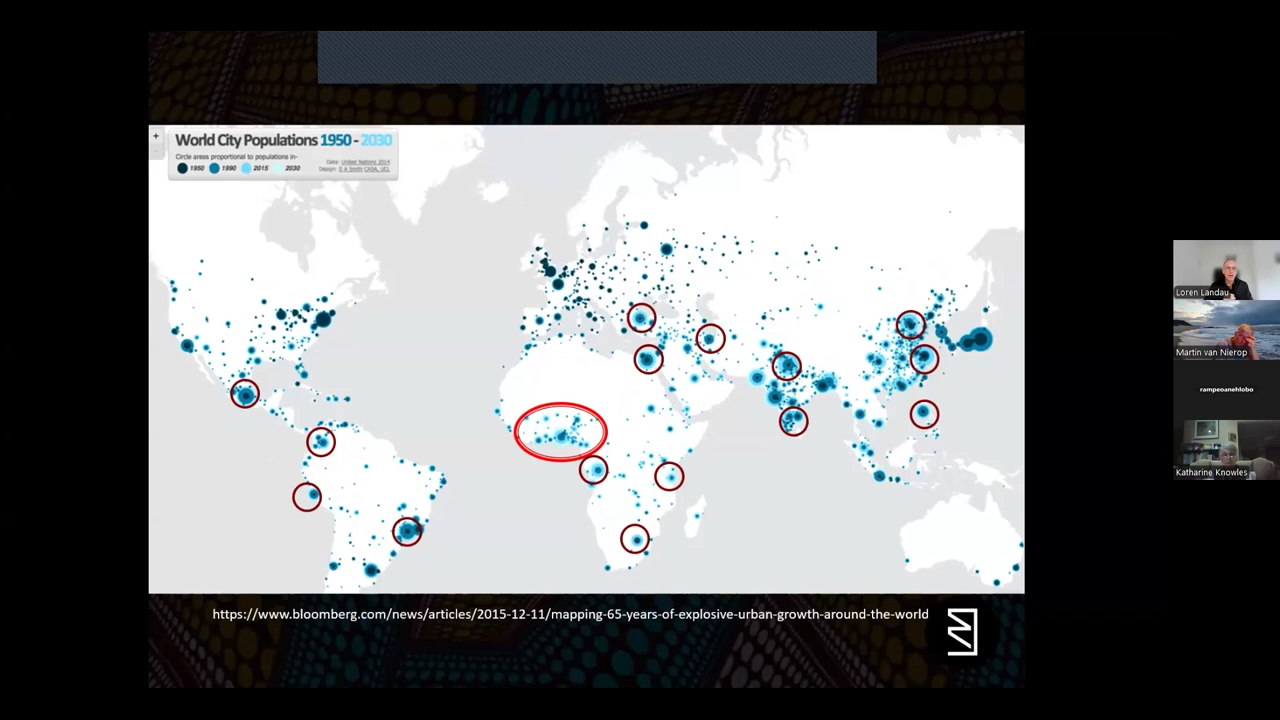 +
World City Populations 1950 - 2030
Circle areas proportional to populations in-
1950 1990 2015 2030
Data: United Nations 2014
Design: D A Smith CASA, UCL
https://www.bloomberg.com/news/articles/2015-12-11/mapping-65-years-of-explosive-urban-growth-around-the-world
Loren Landau
Martin van Nierop
rampeoanehlobo
Katharine Knowles